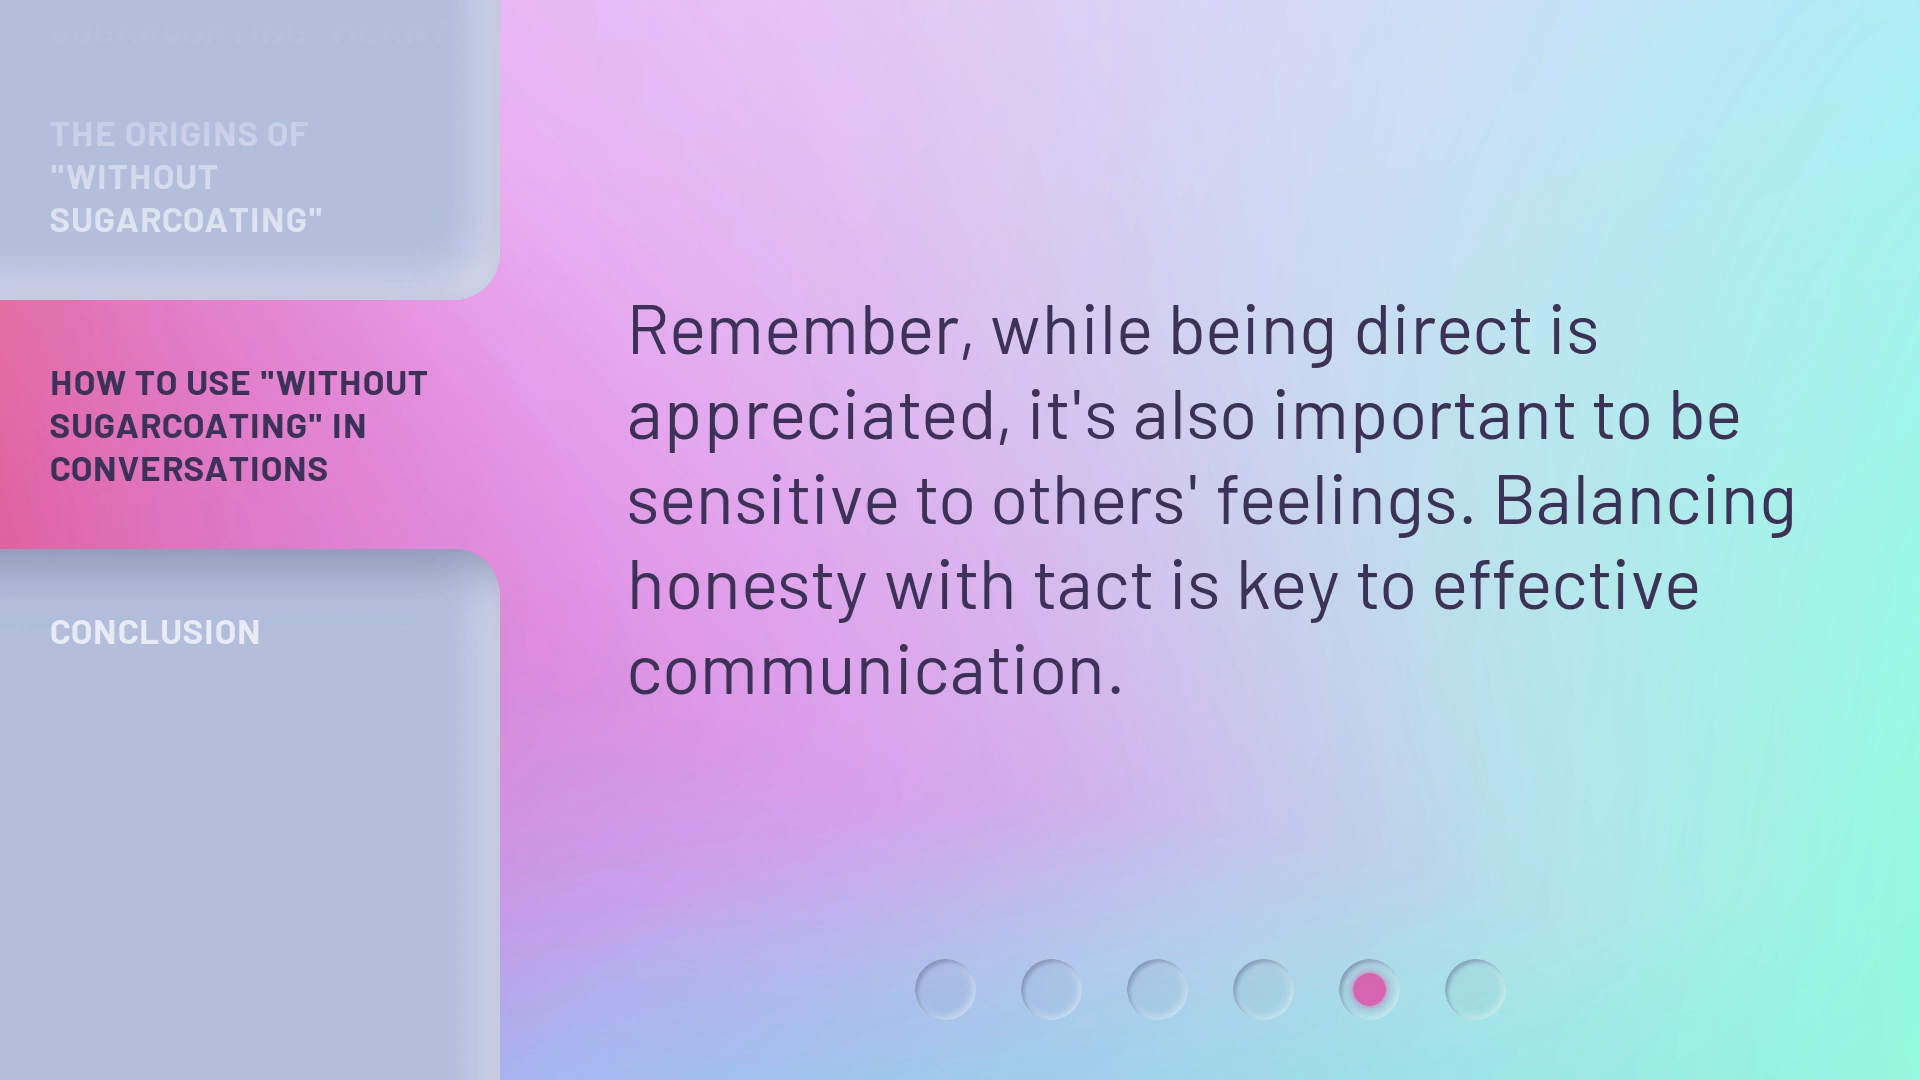 THE ORIGINS OF
"WITHOUT
SUGARCOATING"
HOW TO USE "WITHOUT
SUGARCOATING" IN
CONVERSATIONS
CONCLUSION
Remember, while being direct is
appreciated, it's also important to be
sensitive to others' feelings. Balancing
honesty with tact is key to effective
communication.